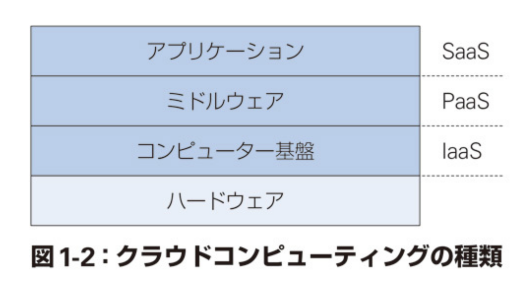 アプリケーション SaaS
ミドルウェア PaaS
コンピューター基盤 IaaS
ハードウェア
図1-2：クラウドコンピューティングの種類